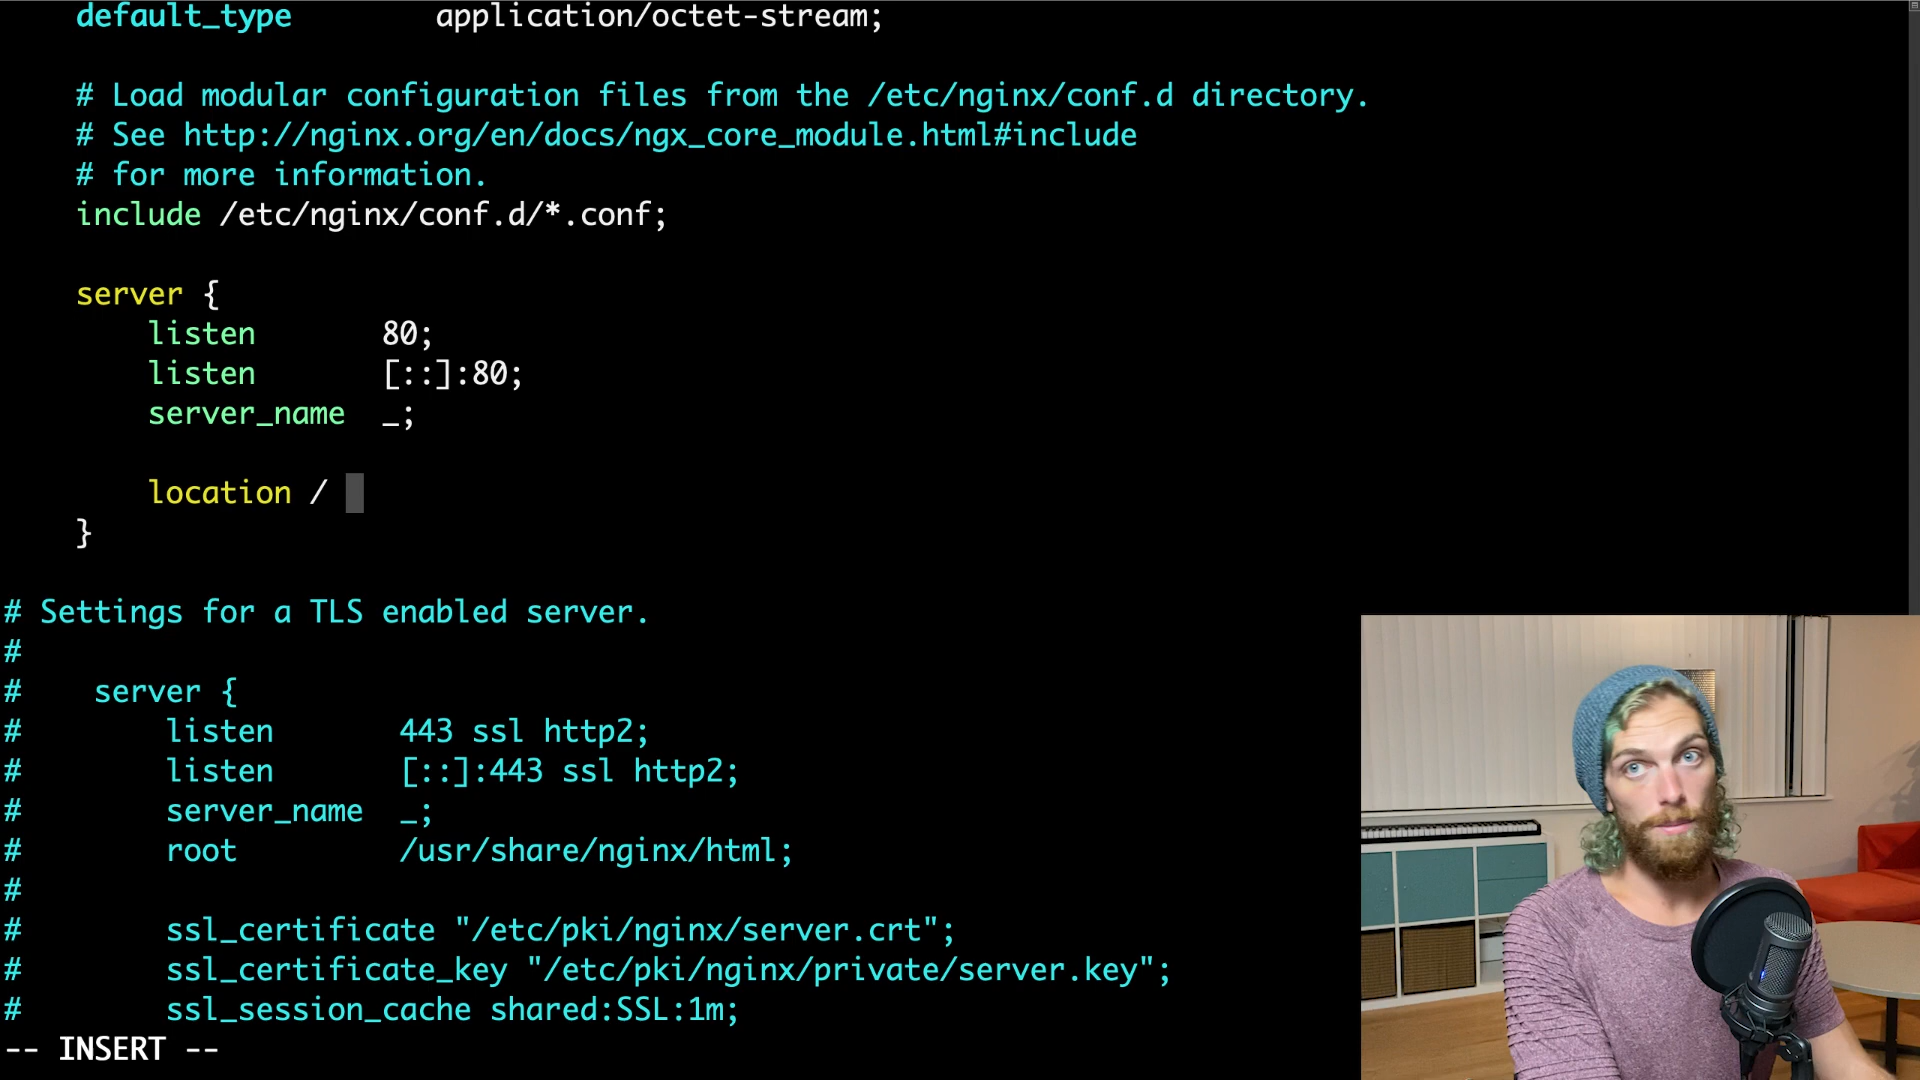 default_type        application/octet-stream;
# Load modular configuration files from the /etc/nginx/conf.d directory.
# See http://nginx.org/en/docs/ngx_core_module.html#include
# for more information.
include /etc/nginx/conf.d/*.conf;
server {
listen       80;
listen       [::]:80;
server_name  _;
location /
}
# Settings for a TLS enabled server.
#
#    server {
#        listen       443 ssl http2;
#        listen       [::]:443 ssl http2;
#        server_name  _;
#        root         /usr/share/nginx/html;
#
#        ssl_certificate "/etc/pki/nginx/server.crt";
#        ssl_certificate_key "/etc/pki/nginx/private/server.key";
#        ssl_session_cache shared:SSL:1m;
-- INSERT --